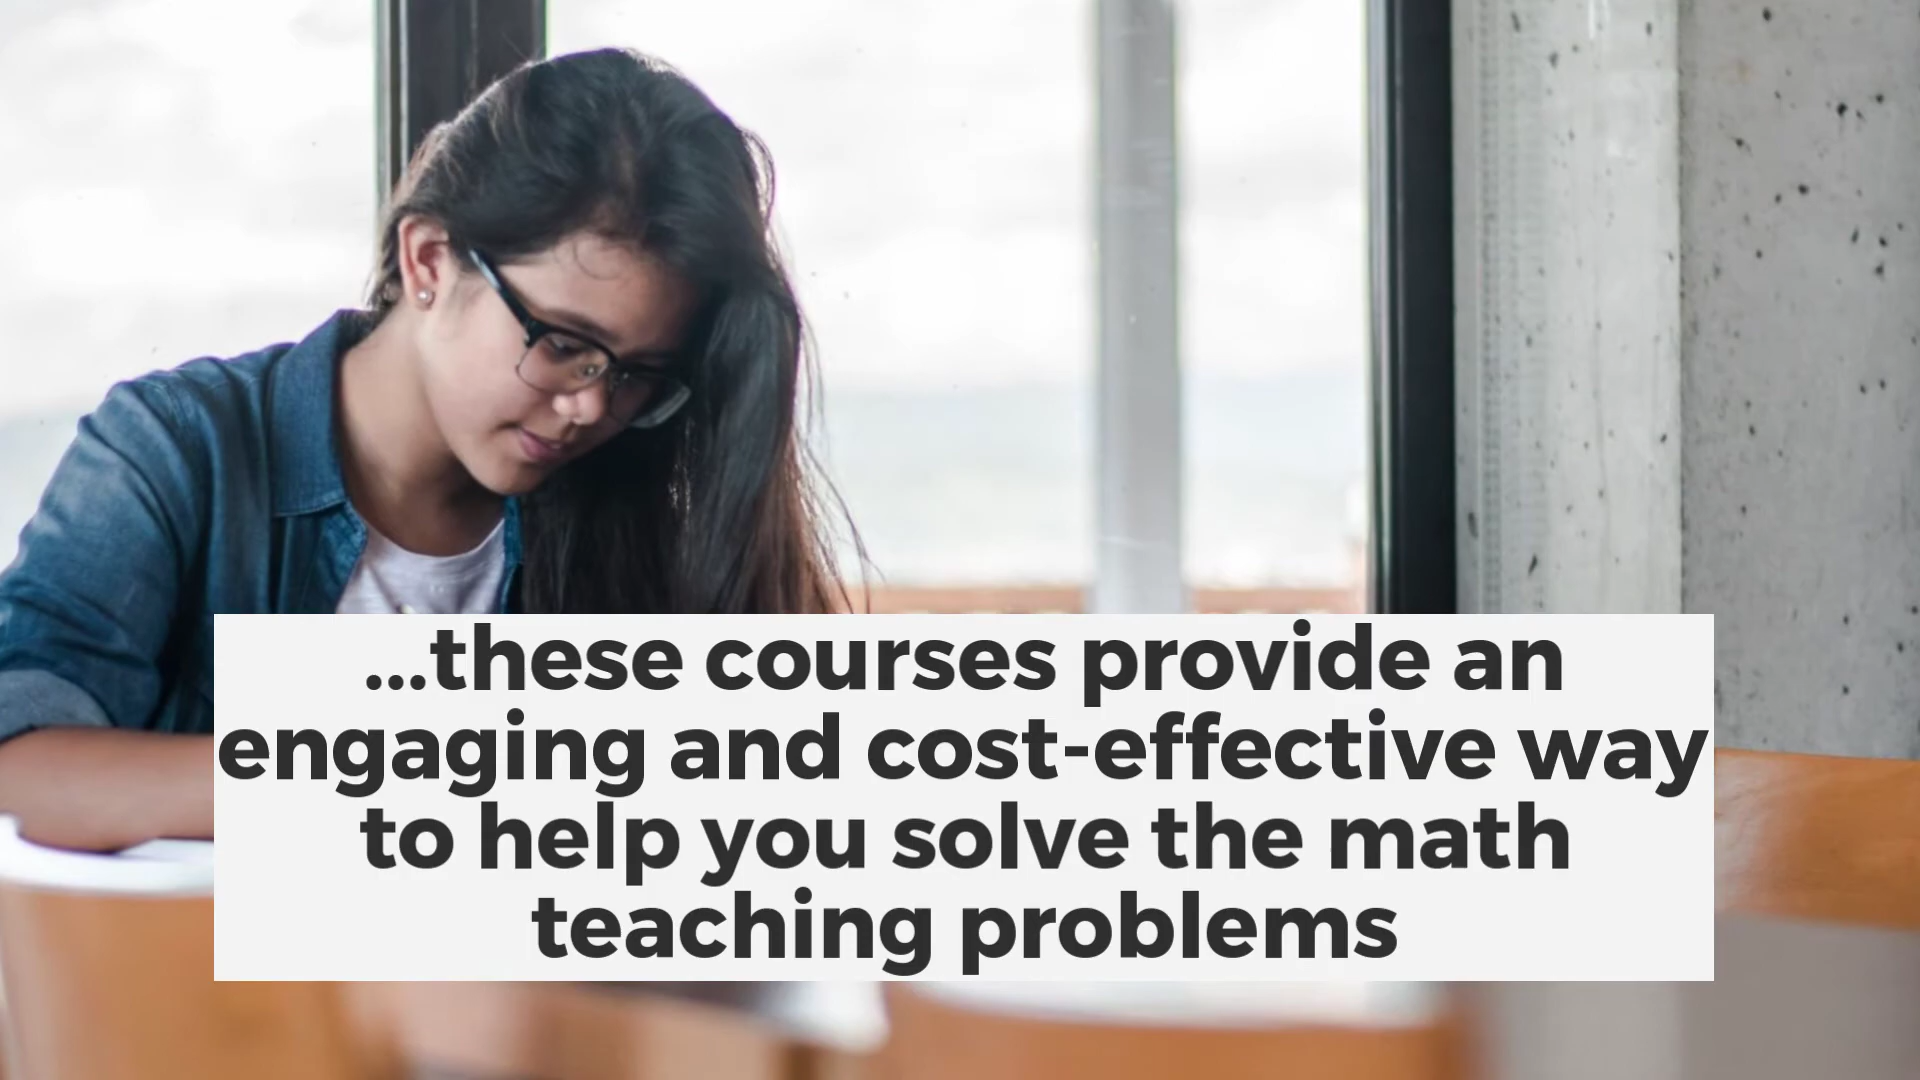 ...these courses provide an
engaging and cost-effective way
to help you solve the math
teaching problems